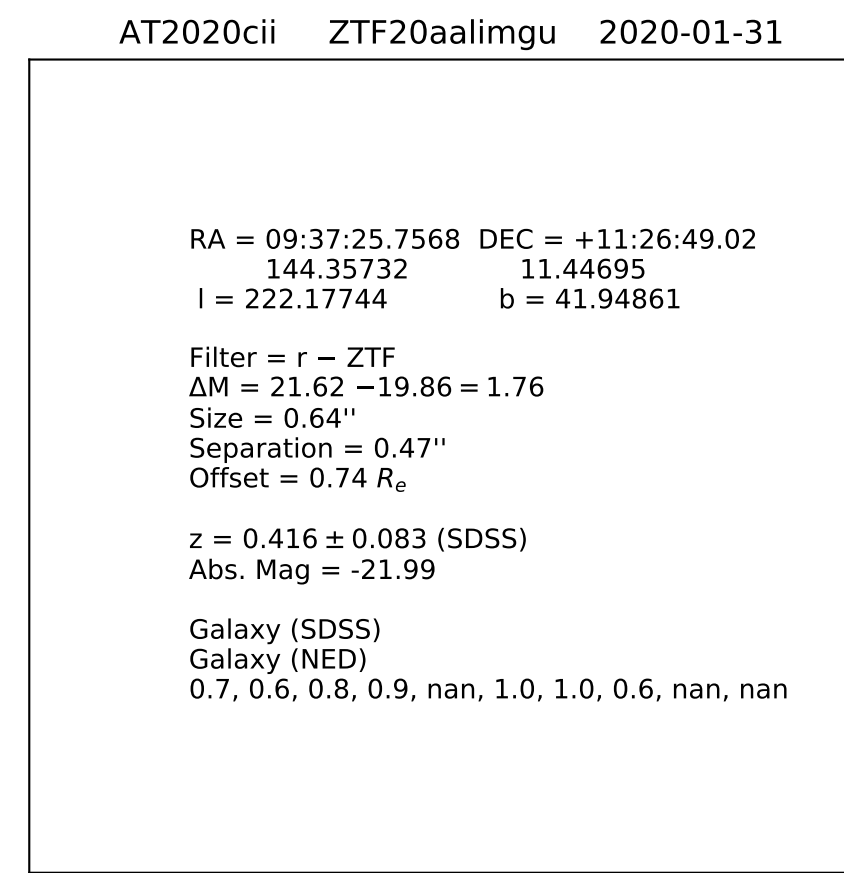 AT2020cii ZTF20aalimgu 2020-01-31
RA = 09:37:25.7568 DEC = +11:26:49.02
144.35732 11.44695
l = 222.17744 b = 41.94861
Filter = r − ZTF
ΔM = 21.62 −19.86 = 1.76
Size = 0.64''
Separation = 0.47''
Offset = 0.74 Rₑ
z = 0.416 ± 0.083 (SDSS)
Abs. Mag = -21.99
Galaxy (SDSS)
Galaxy (NED)
0.7, 0.6, 0.8, 0.9, nan, 1.0, 1.0, 0.6, nan, nan